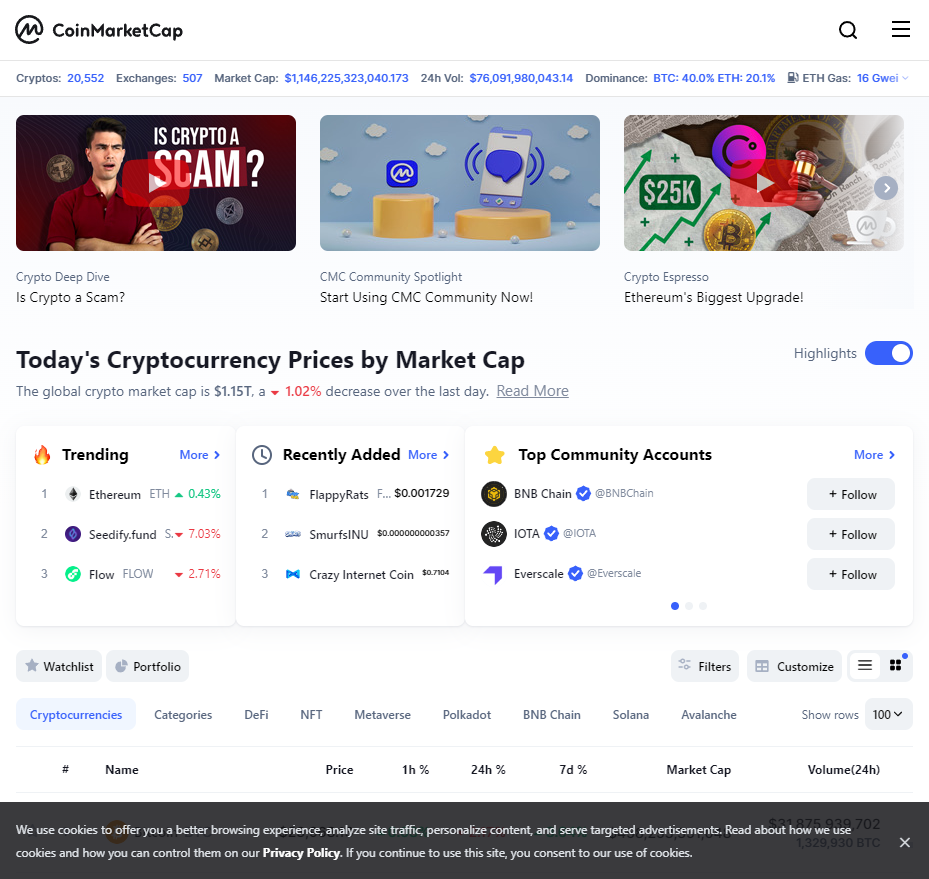 CoinMarketCap
Cryptos: 20,552 Exchanges: 507 Market Cap: $1,146,225,323,040.173 24h Vol: $76,091,980,043.14 Dominance: BTC: 40.0% ETH: 20.1% ETH Gas: 16 Gwei
IS CRYPTO A
SCAM?
$25K
Crypto Deep Dive
Is Crypto a Scam?
CMC Community Spotlight
Start Using CMC Community Now!
Crypto Espresso
Ethereum's Biggest Upgrade!
Today's Cryptocurrency Prices by Market Cap
Highlights
The global crypto market cap is $1.15T, a 1.02% decrease over the last day. Read More
Trending More
1 Ethereum ETH 0.43%
2 Seedify.fund S. 7.03%
3 Flow FLOW 2.71%
Recently Added More
1 FlappyRats F... $0.001729
2 SmurfsINU $0.000000000357
3 Crazy Internet Coin $0.7104
Top Community Accounts More
BNB Chain @BNBChain + Follow
IOTA @IOTA + Follow
Everscale @Everscale + Follow
Watchlist Portfolio Filters Customize
Cryptocurrencies Categories DeFi NFT Metaverse Polkadot BNB Chain Solana Avalanche Show rows 100
# Name Price 1h % 24h % 7d % Market Cap Volume(24h)
$31,875,939,702
1,329,930 BTC
We use cookies to offer you a better browsing experience, analyze site traffic, personalize content, and serve targeted advertisements. Read about how we use
cookies and how you can control them on our Privacy Policy. If you continue to use this site, you consent to our use of cookies.